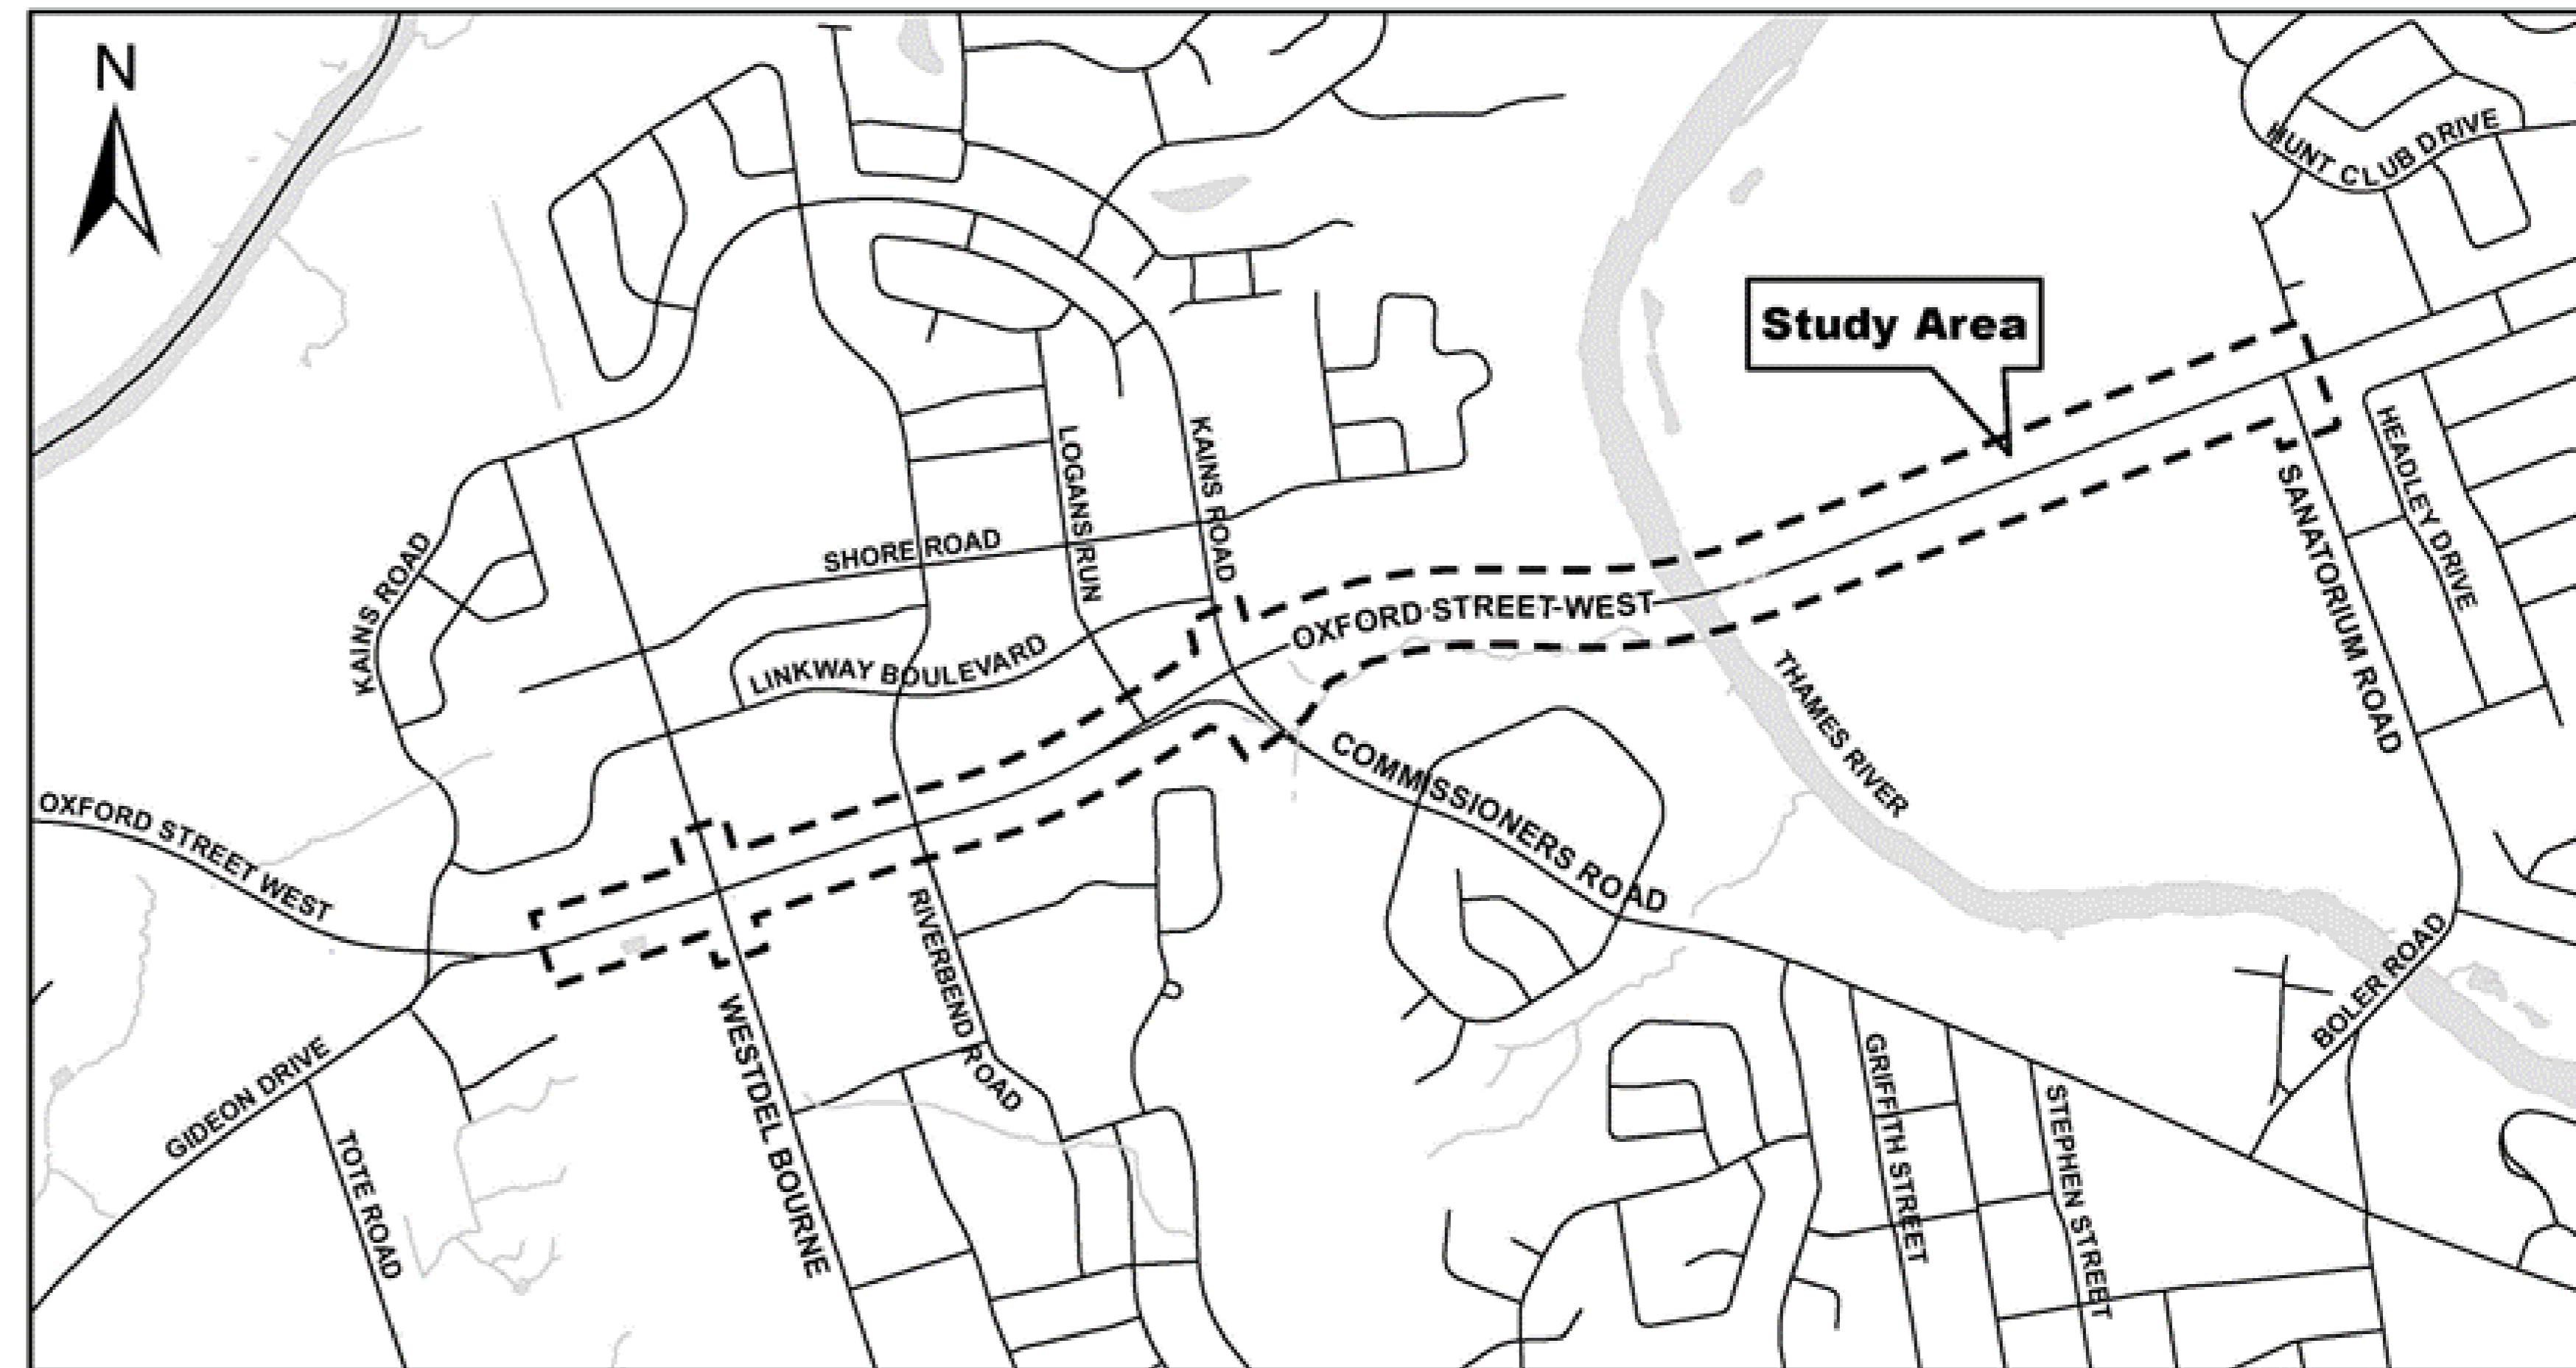 N
HUNT CLUB DRIVE
Study Area
KAINS ROAD
LOGANS RUN
HEADLEY DRIVE
SANATORIUM ROAD
SHORE ROAD
KAINS ROAD
OXFORD STREET WEST
LINKWAY BOULEVARD
THAMES RIVER
COMMISSIONERS ROAD
OXFORD STREET WEST
RIVERBEND ROAD
BOLER ROAD
WESTDEL BOURNE
GIDEON DRIVE
GRIFFITH STREET
STEPHEN STREET
TOTE ROAD